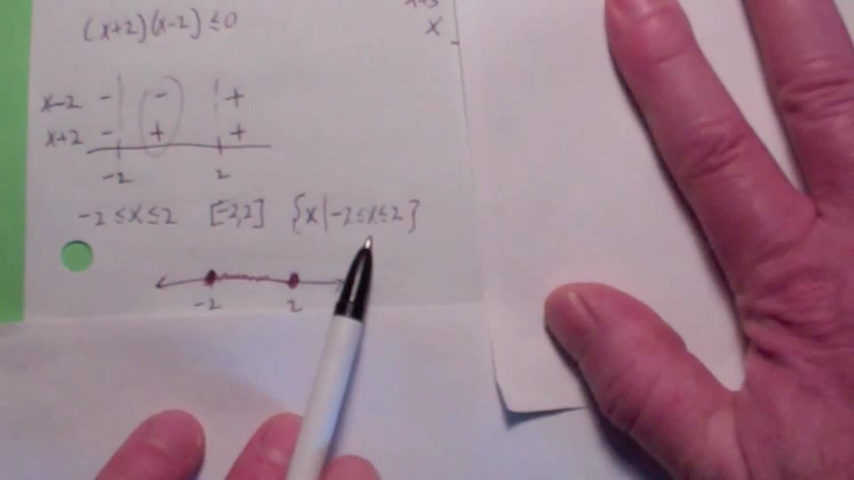 (x+2)(x-2) ≤ 0
x
x-2 - - +
x+2 - + +
-2 2
-2 ≤ x ≤ 2 [-2,2] {x|-2≤x≤2}
-2 2